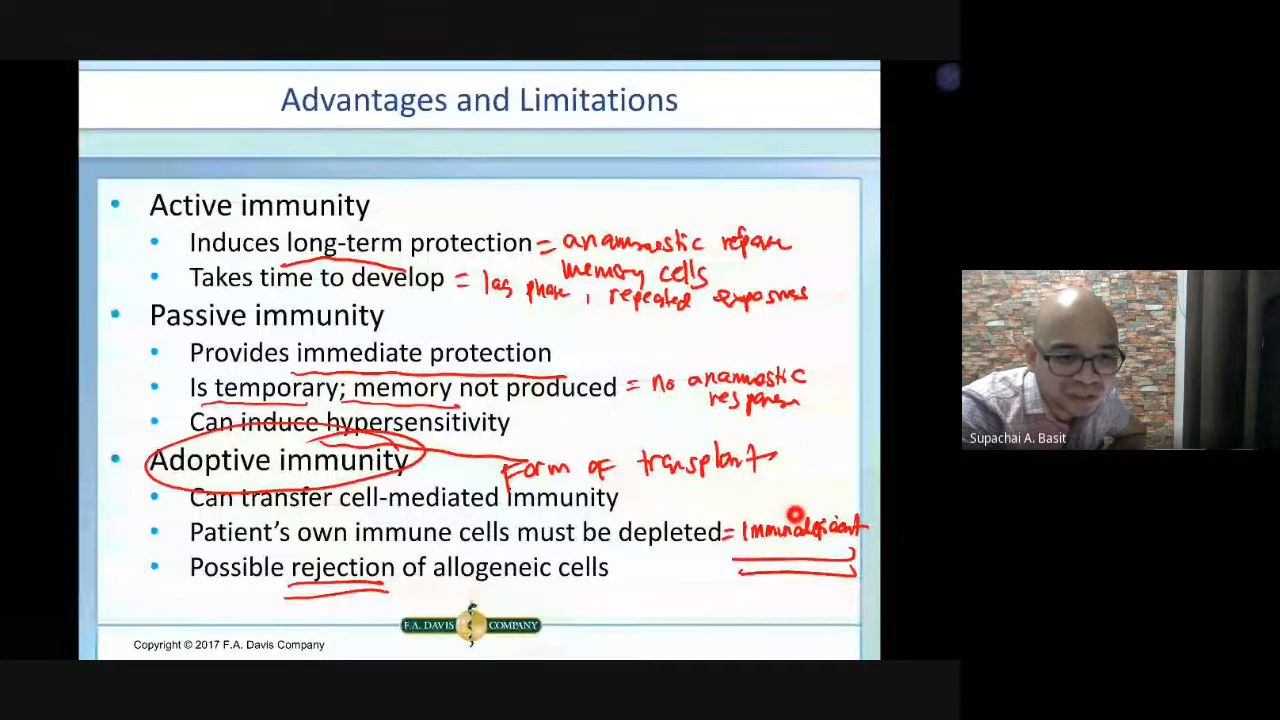 Advantages and Limitations
• Active immunity
• Induces long-term protection = anamnestic
memory cells
• Takes time to develop = lag phase, repeated exposures
• Passive immunity
• Provides immediate protection
• Is temporary; memory not produced = no anamnestic
response
• Can induce hypersensitivity
• Adoptive immunity Form of transplant
• Can transfer cell-mediated immunity
• Patient's own immune cells must be depleted =
• Possible rejection of allogeneic cells
F.A. DAVIS COMPANY
Copyright © 2017 F.A. Davis Company
Supachai A. Basit